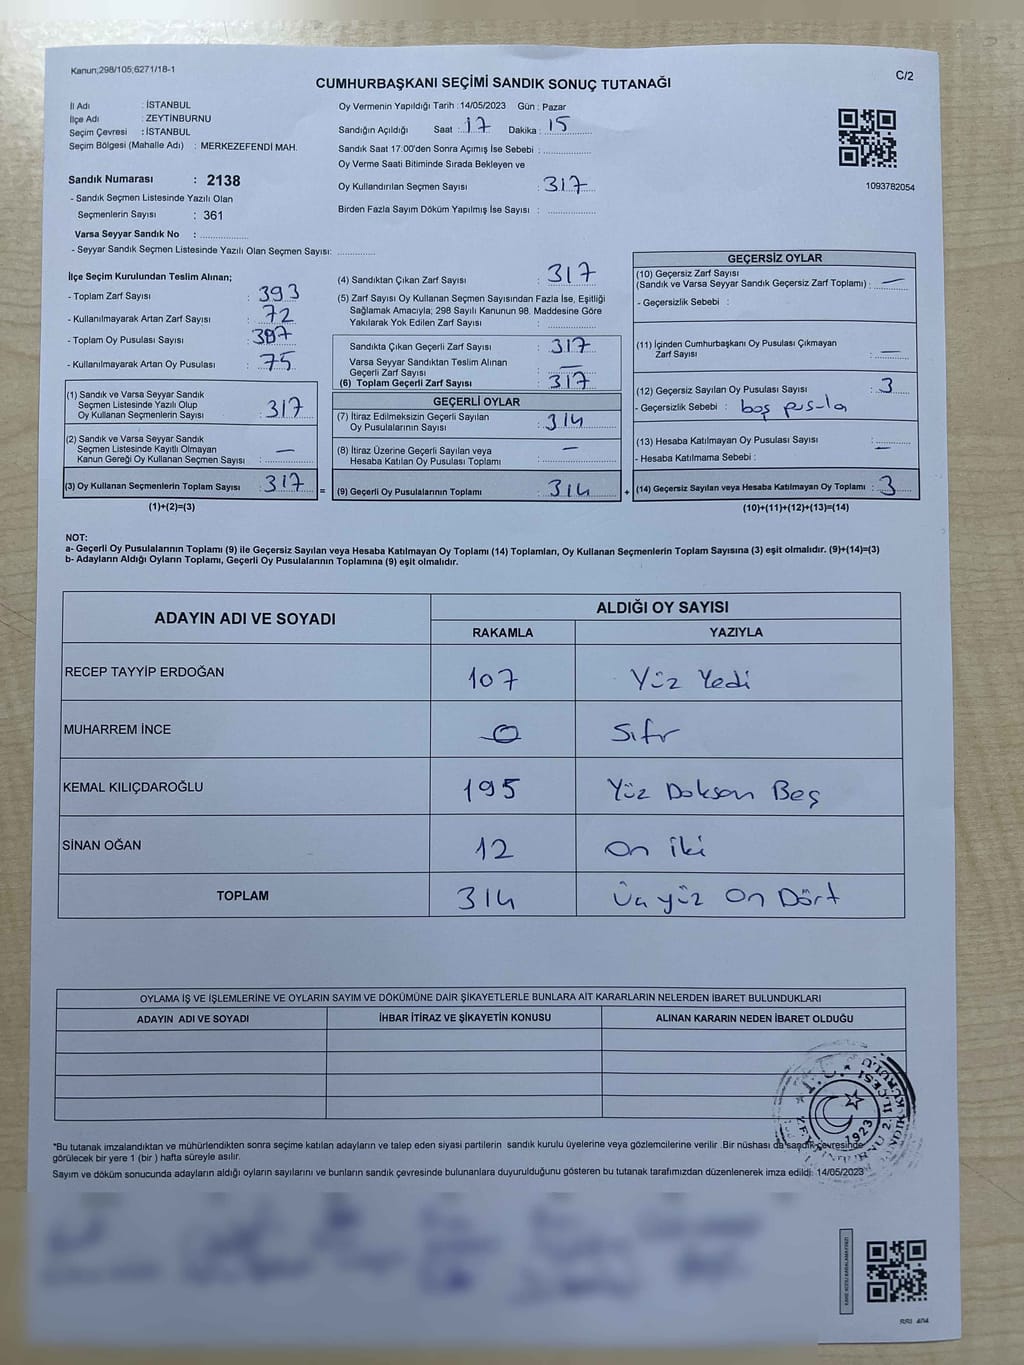 Kanun;298/105;6271/18-1
C/2
CUMHURBAŞKANI SEÇİMİ SANDIK SONUÇ TUTANAĞI
İl Adı : İSTANBUL
İlçe Adı : ZEYTİNBURNU
Seçim Çevresi : İSTANBUL
Seçim Bölgesi (Mahalle Adı) : MERKEZEFENDİ MAH.
Sandık Numarası : 2138
- Sandık Seçmen Listesinde Yazılı Olan
Seçmenlerin Sayısı : 361
Varsa Seyyar Sandık No :
- Seyyar Sandık Seçmen Listesinde Yazılı Olan Seçmen Sayısı:
Oy Vermenin Yapıldığı Tarih : 14/05/2023 Gün : Pazar
Sandığın Açıldığı Saat : 17 Dakika : 15
Sandık Saat 17:00'den Sonra Açımış İse Sebebi :
Oy Verme Saati Bitiminde Sırada Bekleyen ve
Oy Kullandırılan Seçmen Sayısı : 317
Birden Fazla Sayım Döküm Yapılmış İse Sayısı :
1093782054
İlçe Seçim Kurulundan Teslim Alınan;
- Toplam Zarf Sayısı : 393
- Kullanılmayarak Artan Zarf Sayısı : 72
- Toplam Oy Pusulası Sayısı :
- Kullanılmayarak Artan Oy Pusulası : 75
(1) Sandık ve Varsa Seyyar Sandık
Seçmen Listesinde Yazılı Olup
Oy Kullanan Seçmenlerin Sayısı : 317
(2) Sandık ve Varsa Seyyar Sandık
Seçmen Listesinde Kayıtlı Olmayan
Kanun Gereği Oy Kullanan Seçmen Sayısı : —
(3) Oy Kullanan Seçmenlerin Toplam Sayısı : 317 =
(1)+(2)=(3)
(4) Sandıktan Çıkan Zarf Sayısı : 317
(5) Zarf Sayısı Oy Kullanan Seçmen Sayısından Fazla İse, Eşitliği
Sağlamak Amacıyla; 298 Sayılı Kanunun 98. Maddesine Göre
Yakılarak Yok Edilen Zarf Sayısı :
Sandıkta Çıkan Geçerli Zarf Sayısı : 317
Varsa Seyyar Sandıktan Teslim Alınan
Geçerli Zarf Sayısı : —
(6) Toplam Geçerli Zarf Sayısı : 317
GEÇERLİ OYLAR
(7) İtiraz Edilmeksizin Geçerli Sayılan
Oy Pusulalarının Sayısı : 314
(8) İtiraz Üzerine Geçerli Sayılan veya
Hesaba Katılan Oy Pusulası Toplamı : —
(9) Geçerli Oy Pusulalarının Toplamı : 314 +
GEÇERSİZ OYLAR
(10) Geçersiz Zarf Sayısı
(Sandık ve Varsa Seyyar Sandık Geçersiz Zarf Toplamı) : —
- Geçersizlik Sebebi :
(11) İçinden Cumhurbaşkanı Oy Pusulası Çıkmayan
Zarf Sayısı : —
(12) Geçersiz Sayılan Oy Pusulası Sayısı : 3
- Geçersizlik Sebebi : boş pusula
(13) Hesaba Katılmayan Oy Pusulası Sayısı : —
- Hesaba Katılmama Sebebi :
(14) Geçersiz Sayılan veya Hesaba Katılmayan Oy Toplamı : 3
(10)+(11)+(12)+(13)=(14)
NOT:
a- Geçerli Oy Pusulalarının Toplamı (9) ile Geçersiz Sayılan veya Hesaba Katılmayan Oy Toplamı (14) Toplamları, Oy Kullanan Seçmenlerin Toplam Sayısına (3) eşit olmalıdır. (9)+(14)=(3)
b- Adayların Aldığı Oyların Toplamı, Geçerli Oy Pusulalarının Toplamına (9) eşit olmalıdır.
ADAYIN ADI VE SOYADI
ALDIĞI OY SAYISI
RAKAMLA YAZIYLA
RECEP TAYYİP ERDOĞAN 107 Yüz Yedi
MUHARREM İNCE 0 Sıfır
KEMAL KILIÇDAROĞLU 195 Yüz Doksan Beş
SİNAN OĞAN 12 On İki
TOPLAM 314 Üç yüz On Dört
OYLAMA İŞ VE İŞLEMLERİNE VE OYLARIN SAYIM VE DÖKÜMÜNE DAİR ŞİKAYETLERLE BUNLARA AİT KARARLARIN NELERDEN İBARET BULUNDUKLARI
ADAYIN ADI VE SOYADI İHBAR İTİRAZ VE ŞİKAYETİN KONUSU ALINAN KARARIN NEDEN İBARET OLDUĞU
T.C.
1923
*Bu tutanak imzalandıktan ve mühürlendikten sonra seçime katılan adayların ve talep eden siyasi partilerin sandık kurulu üyelerine veya gözlemcilerine verilir. Bir nüshası da sandık çevresinde
görülecek bir yere 1 (bir ) hafta süreyle asılır.
Sayım ve döküm sonucunda adayların aldığı oyların sayılarını ve bunların sandık çevresinde bulunanlara duyurulduğunu gösteren bu tutanak tarafımızdan düzenlenerek imza edildi: 14/05/2023